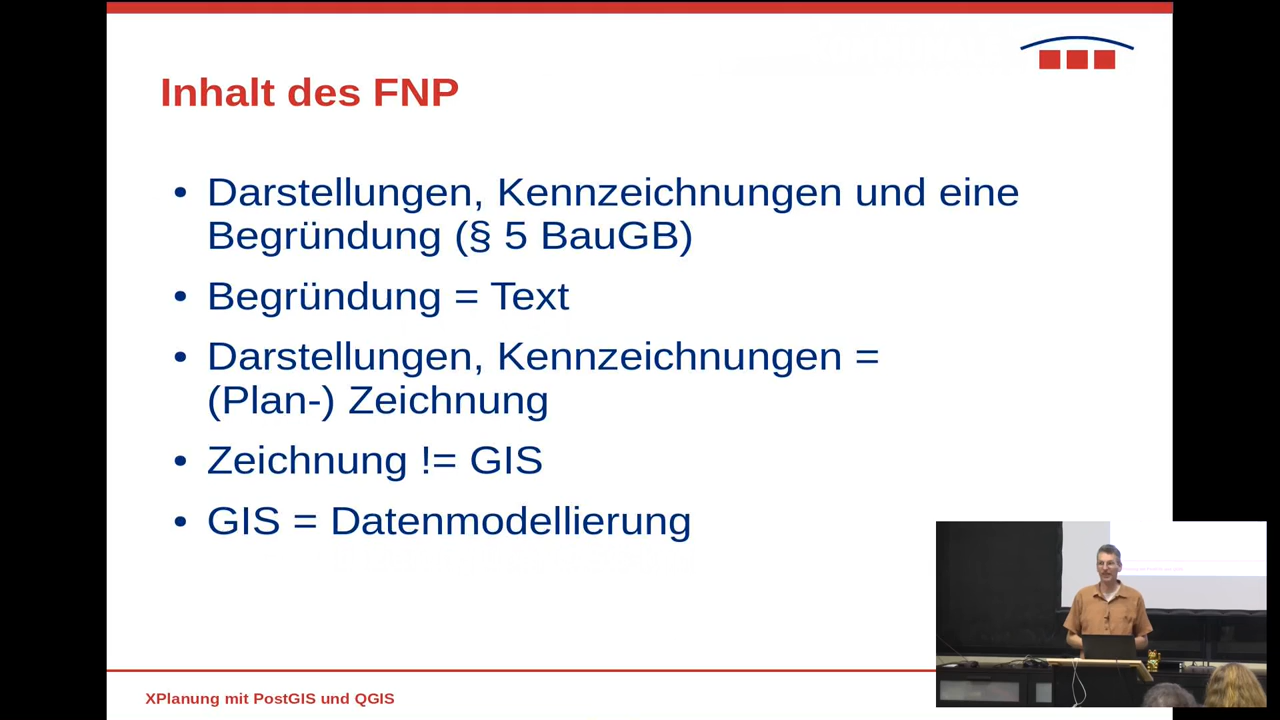 Inhalt des FNP
• Darstellungen, Kennzeichnungen und eine
Begründung (§ 5 BauGB)
• Begründung = Text
• Darstellungen, Kennzeichnungen =
(Plan-) Zeichnung
• Zeichnung != GIS
• GIS = Datenmodellierung
XPlanung mit PostGIS und QGIS